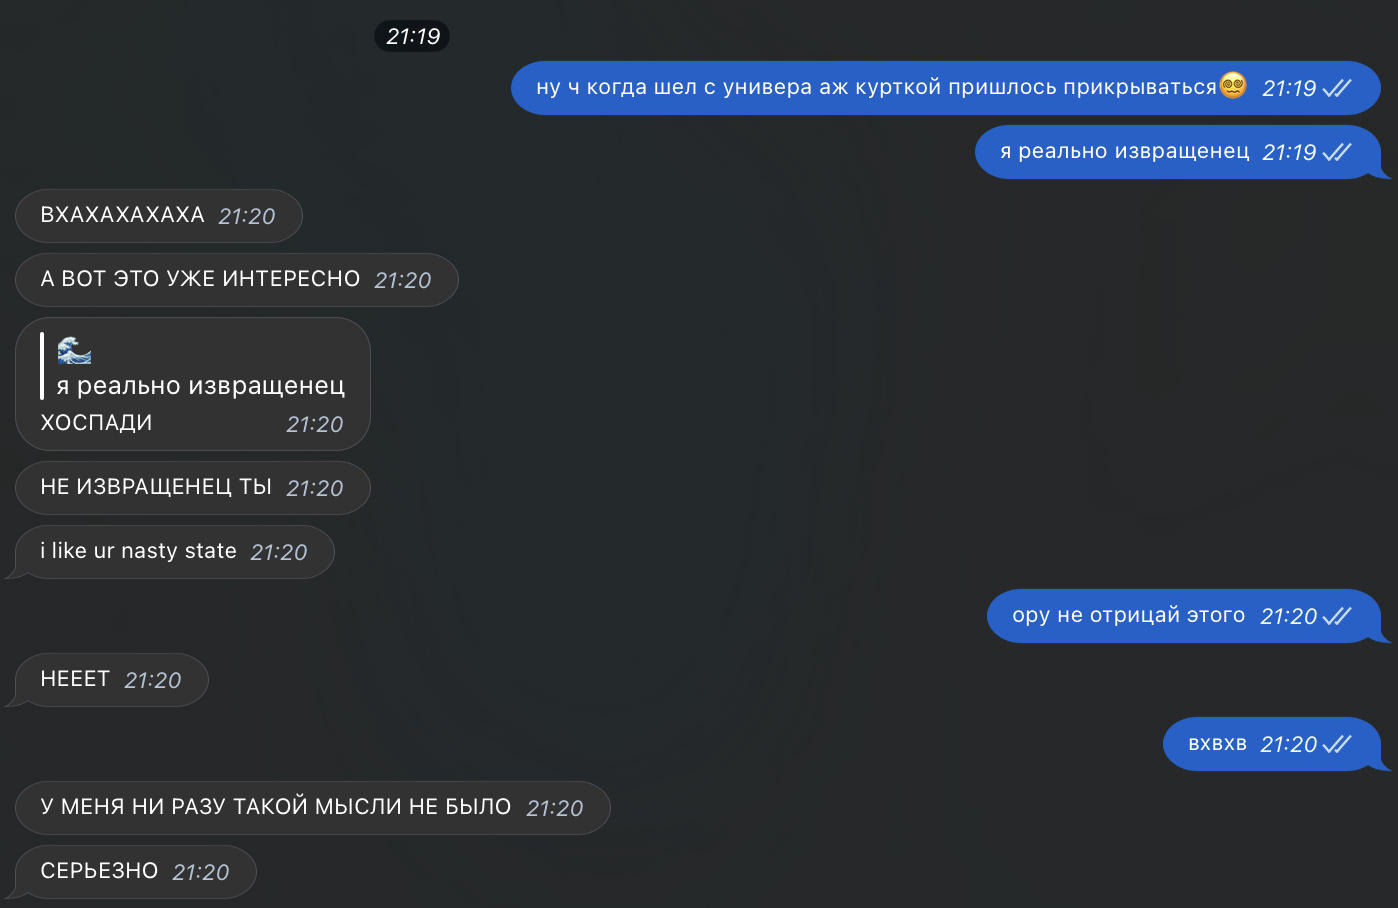 21:19
ну ч когда шел с универа аж курткой пришлось прикрываться😵‍💫 21:19
я реально извращенец 21:19
ВХАХАХАХАХА 21:20
А ВОТ ЭТО УЖЕ ИНТЕРЕСНО 21:20
🌊
я реально извращенец
ХОСПАДИ 21:20
НЕ ИЗВРАЩЕНЕЦ ТЫ 21:20
i like ur nasty state 21:20
ору не отрицай этого 21:20
НЕЕЕТ 21:20
вхвхв 21:20
У МЕНЯ НИ РАЗУ ТАКОЙ МЫСЛИ НЕ БЫЛО 21:20
СЕРЬЕЗНО 21:20